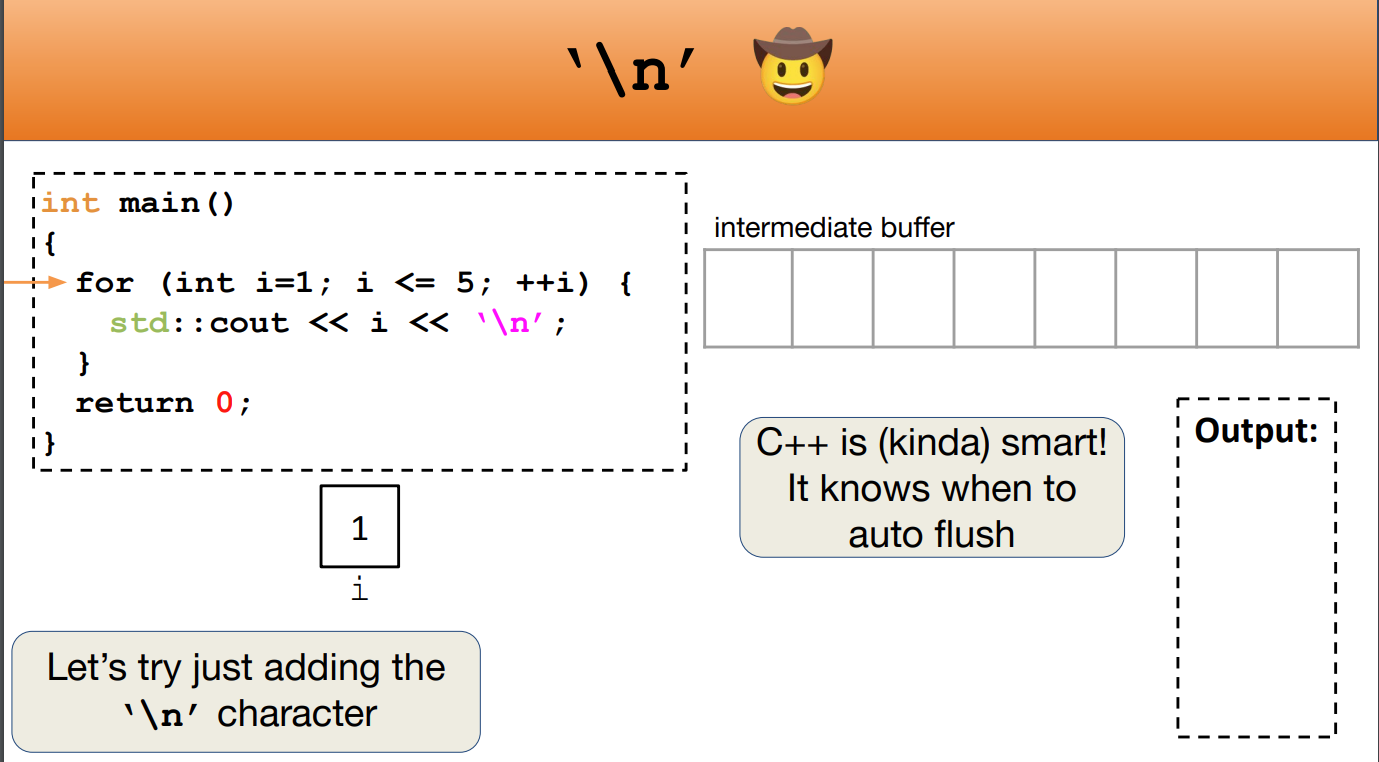 ‘\n’
int main()
{
for (int i=1; i <= 5; ++i) {
std::cout << i << ‘\n’;
}
return 0;
}
intermediate buffer
C++ is (kinda) smart!
It knows when to
auto flush
Output:
1
i
Let’s try just adding the
‘\n’ character